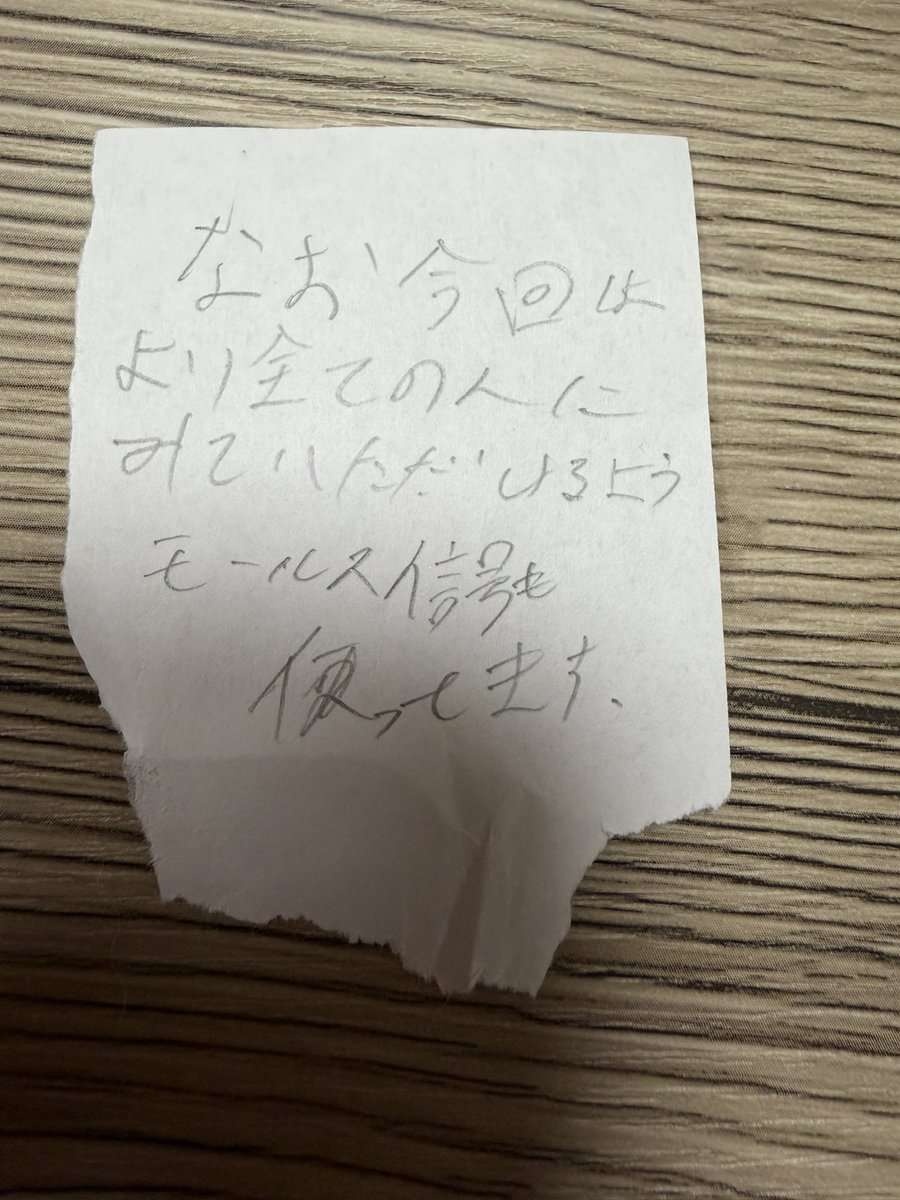 なお今回は
より全ての人に
みていただけるよう
モールス信号も
使ってます.